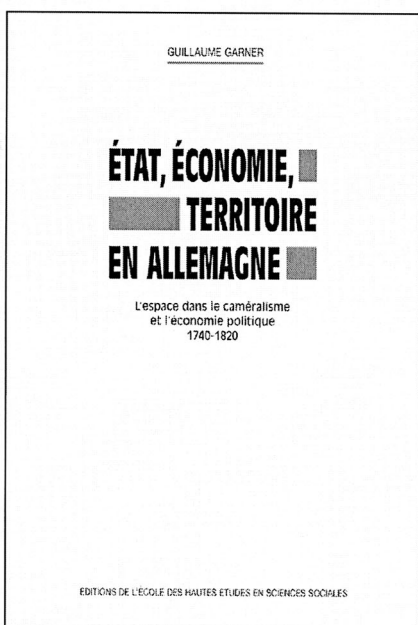 GUILLAUME GARNER
ÉTAT, ÉCONOMIE,
TERRITOIRE
EN ALLEMAGNE
L'espace dans le caméralisme
et l'économie politique
1740-1820
EDITIONS DE L'ÉCOLE DES HAUTES ETUDES EN SCIENCES SOCIALES